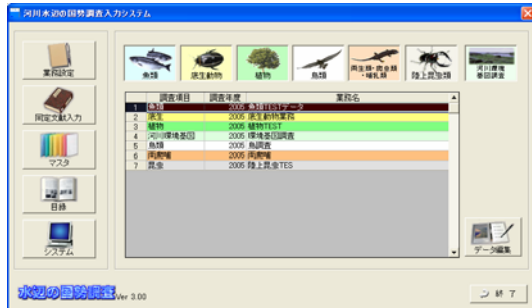 河川水辺の国勢調査入力システム
業務設定
同定文献入力
マスタ
目録
システム
魚類
底生動物
植物
鳥類
両生類・爬虫類・哺乳類
陸上昆虫類
河川環境基図調査
調査項目 調査年度 業務名
1 魚類 2005 魚類TESTデータ
2 底生 2005 底生動物業務
3 植物 2005 植物TEST
4 河川環境基図 2005 環境基図調査
5 鳥類 2005 鳥調査
6 両爬哺 2005 両爬哺
7 昆虫 2005 陸上昆虫TES
データ編集
水辺の国勢調査 Ver 3.00
終了